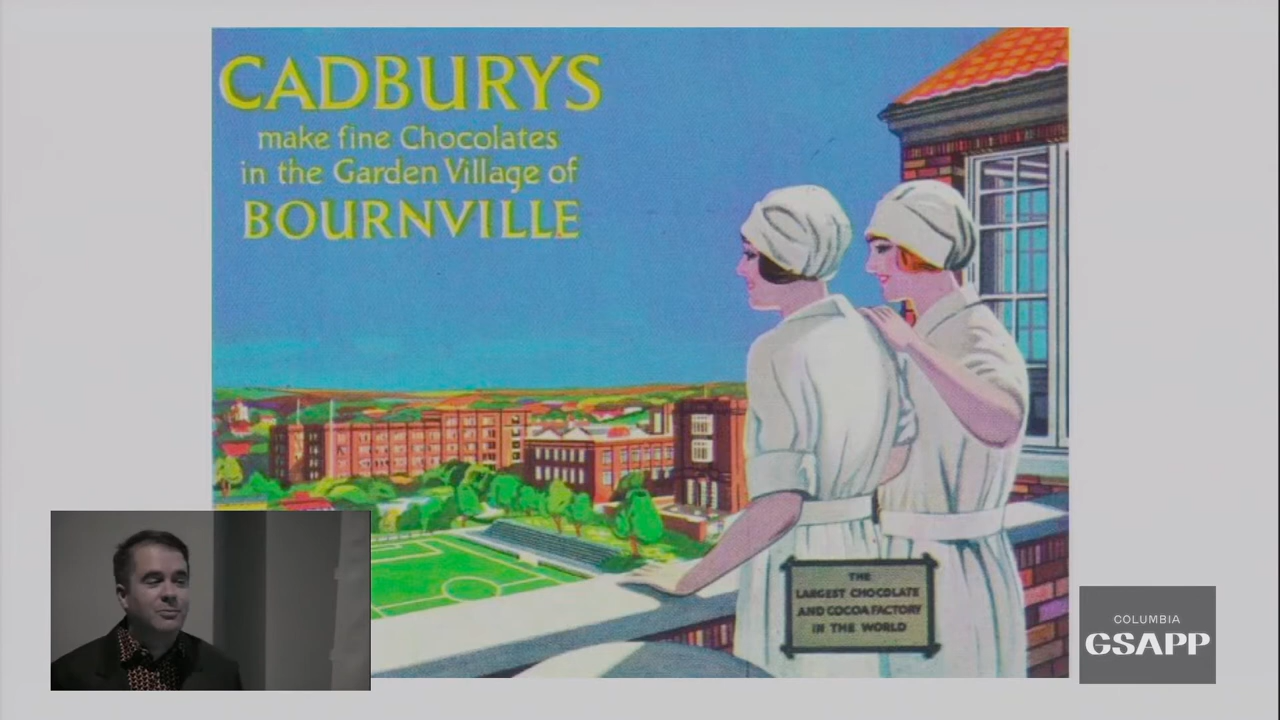 CADBURYS
make fine Chocolates
in the Garden Village of
BOURNVILLE
THE
LARGEST CHOCOLATE
AND COCOA FACTORY
IN THE WORLD
COLUMBIA
GSAPP